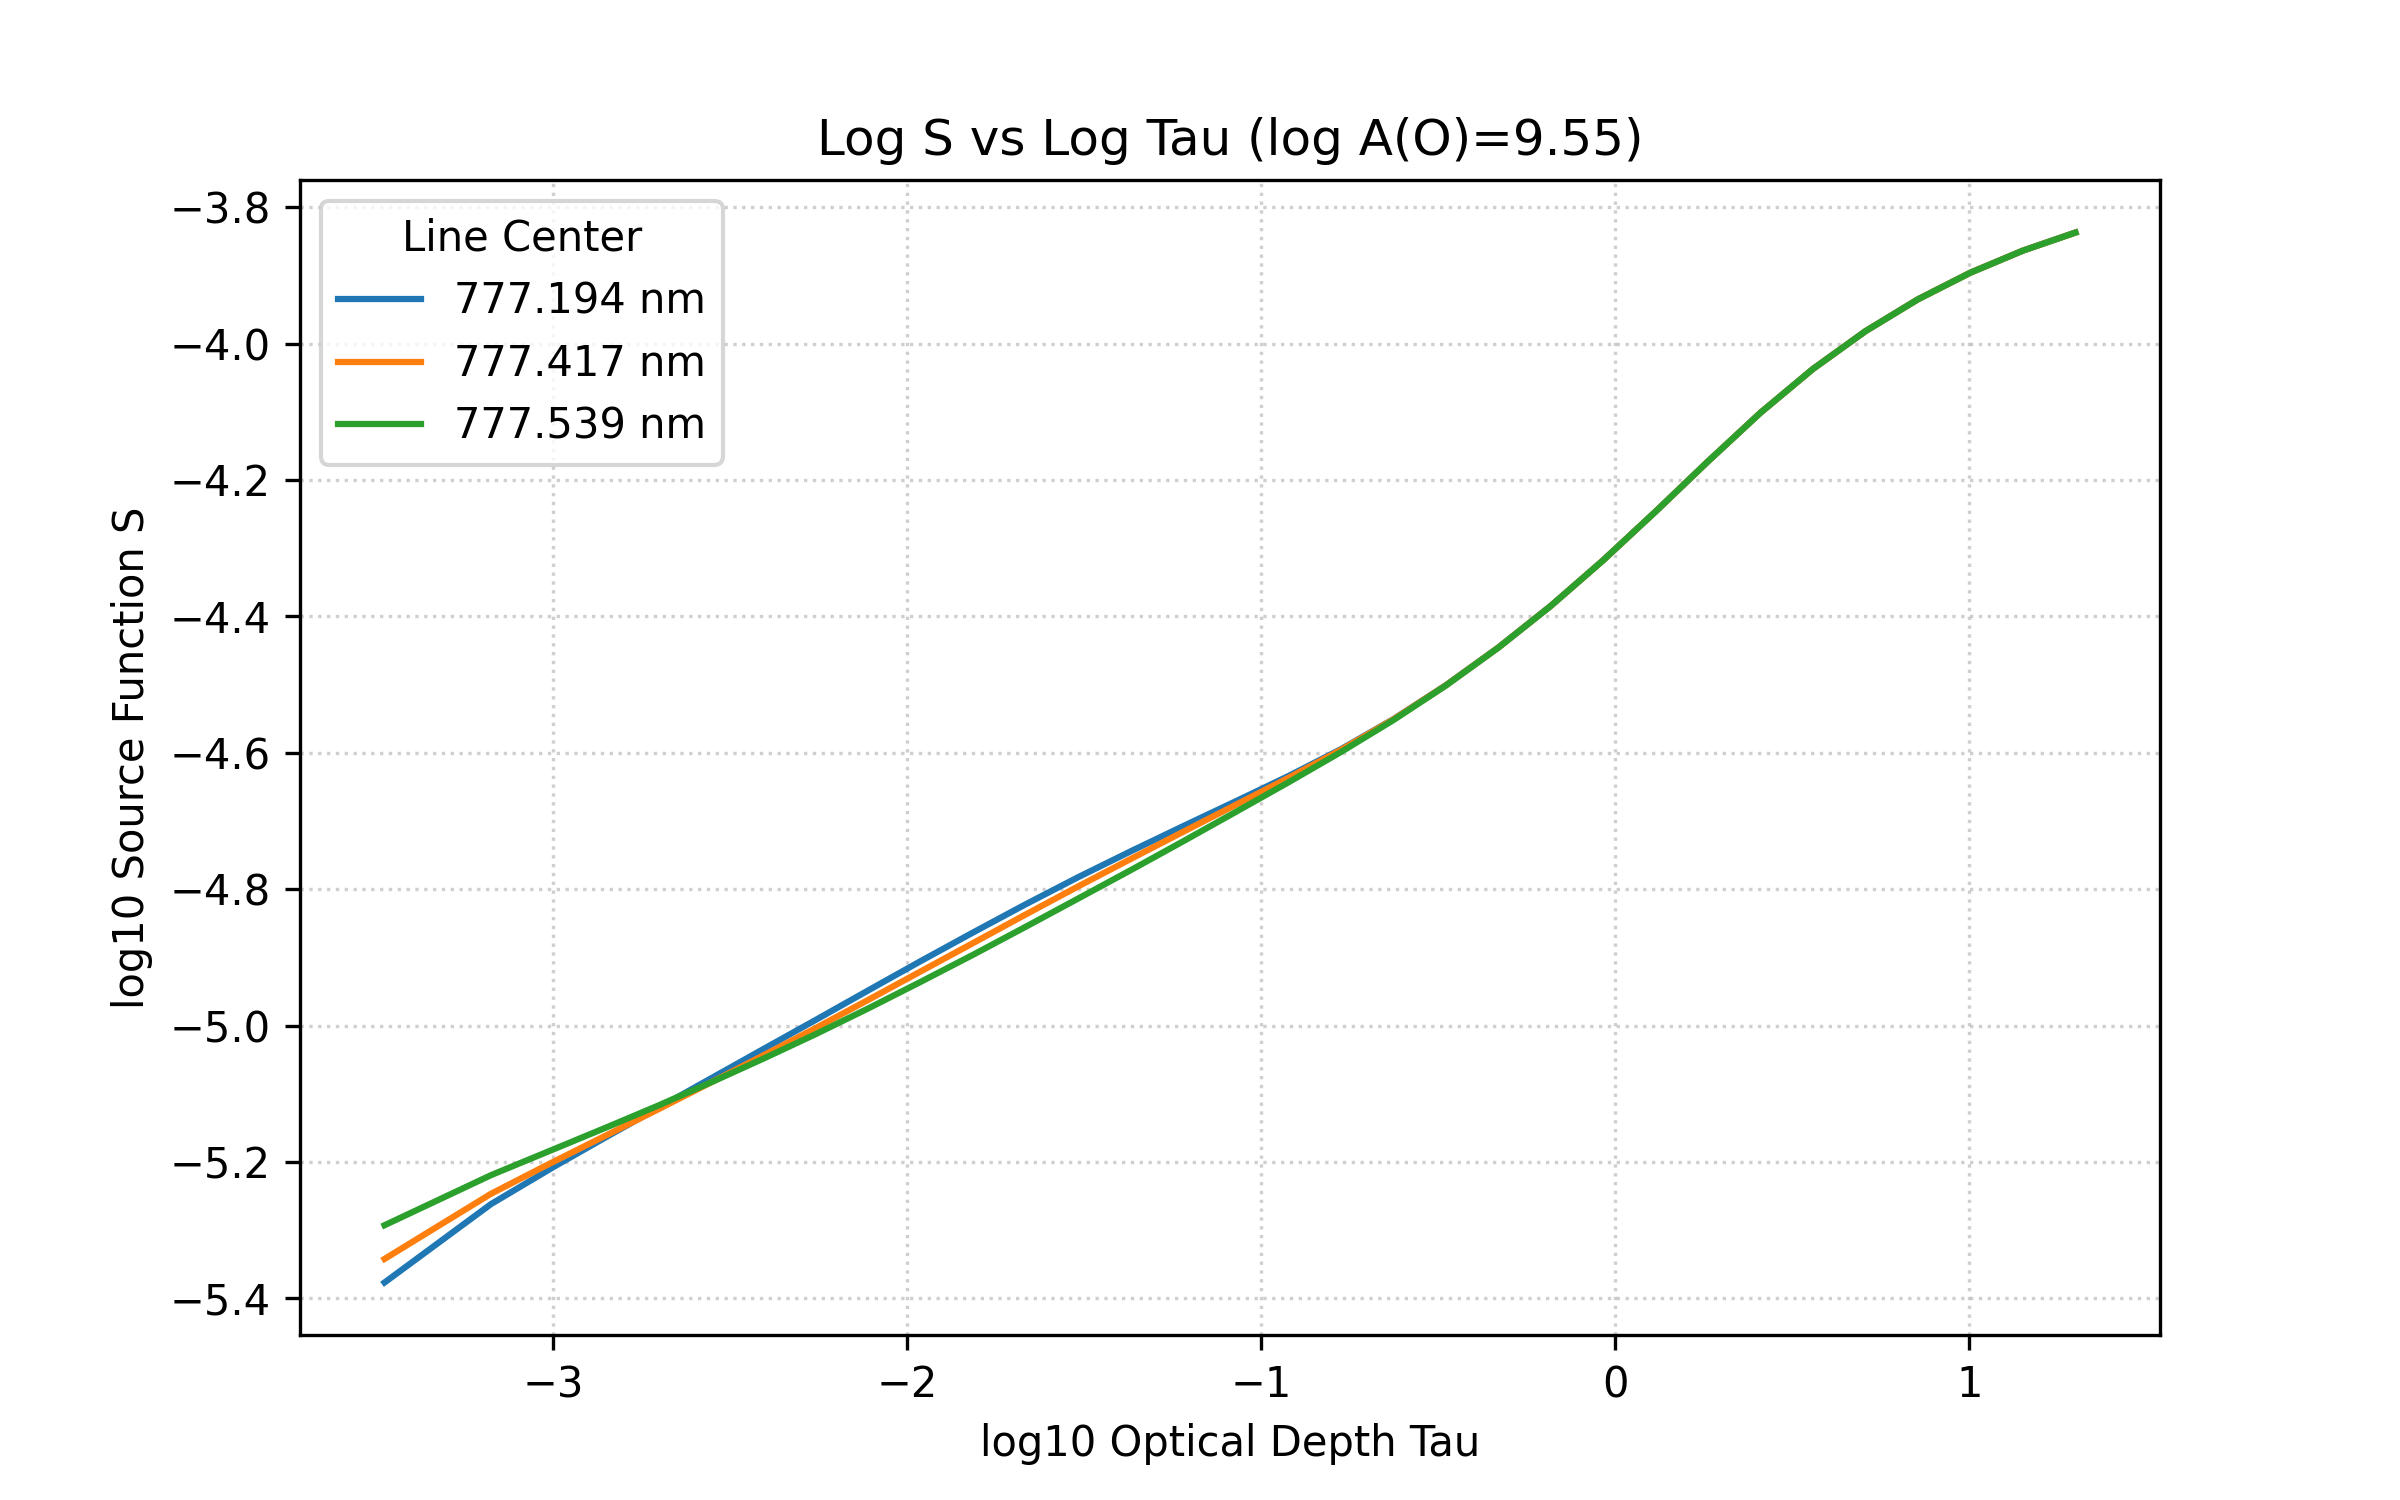 Log S vs Log Tau (log A(O)=9.55)
Line Center
777.194 nm
777.417 nm
777.539 nm
log10 Source Function S
−3.8
−4.0
−4.2
−4.4
−4.6
−4.8
−5.0
−5.2
−5.4
−3 −2 −1 0 1
log10 Optical Depth Tau